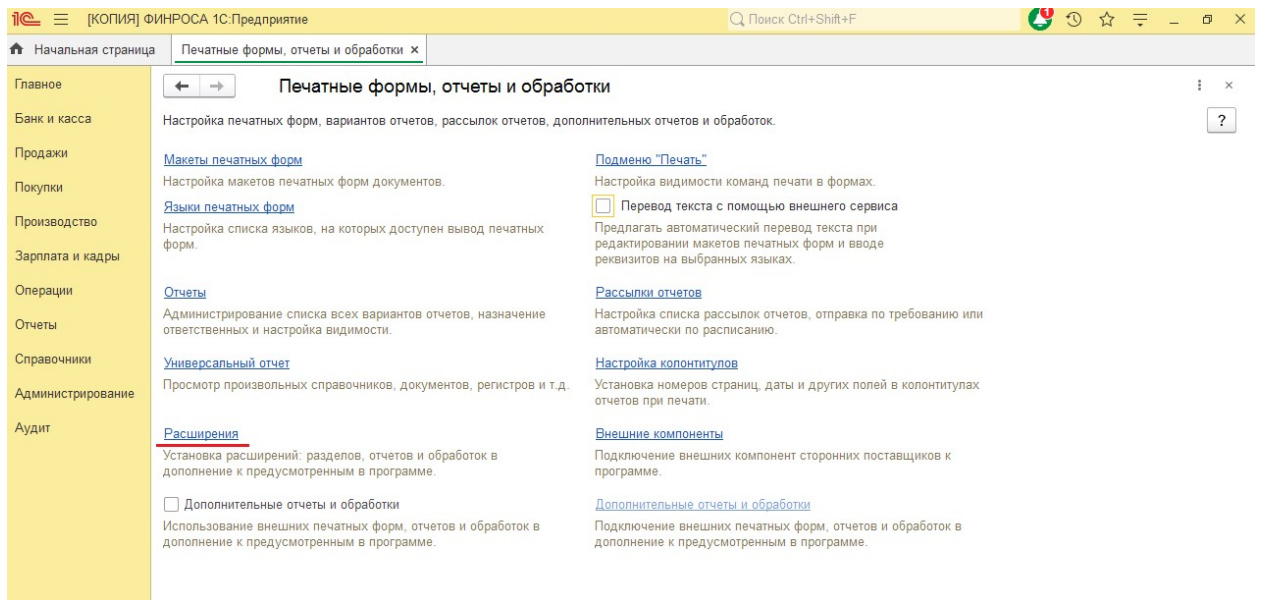 1С [КОПИЯ] ФИНРОСА 1С:Предприятие
Поиск Ctrl+Shift+F
1
Начальная страница
Печатные формы, отчеты и обработки ×
Главное
Банк и касса
Продажи
Покупки
Производство
Зарплата и кадры
Операции
Отчеты
Справочники
Администрирование
Аудит
Печатные формы, отчеты и обработки
Настройка печатных форм, вариантов отчетов, рассылок отчетов, дополнительных отчетов и обработок.
?
Макеты печатных форм
Настройка макетов печатных форм документов.
Языки печатных форм
Настройка списка языков, на которых доступен вывод печатных
форм.
Отчеты
Администрирование списка всех вариантов отчетов, назначение
ответственных и настройка видимости.
Универсальный отчет
Просмотр произвольных справочников, документов, регистров и т.д.
Расширения
Установка расширений: разделов, отчетов и обработок в
дополнение к предусмотренным в программе.
Дополнительные отчеты и обработки
Использование внешних печатных форм, отчетов и обработок в
дополнение к предусмотренным в программе.
Подменю "Печать"
Настройка видимости команд печати в формах.
Перевод текста с помощью внешнего сервиса
Предлагать автоматический перевод текста при
редактировании макетов печатных форм и вводе
реквизитов на выбранных языках.
Рассылки отчетов
Настройка списка рассылок отчетов, отправка по требованию или
автоматически по расписанию.
Настройка колонтитулов
Установка номеров страниц, даты и других полей в колонтитулах
отчетов при печати.
Внешние компоненты
Подключение внешних компонент сторонних поставщиков к
программе.
Дополнительные отчеты и обработки
Подключение внешних печатных форм, отчетов и обработок в
дополнение к предусмотренным в программе.